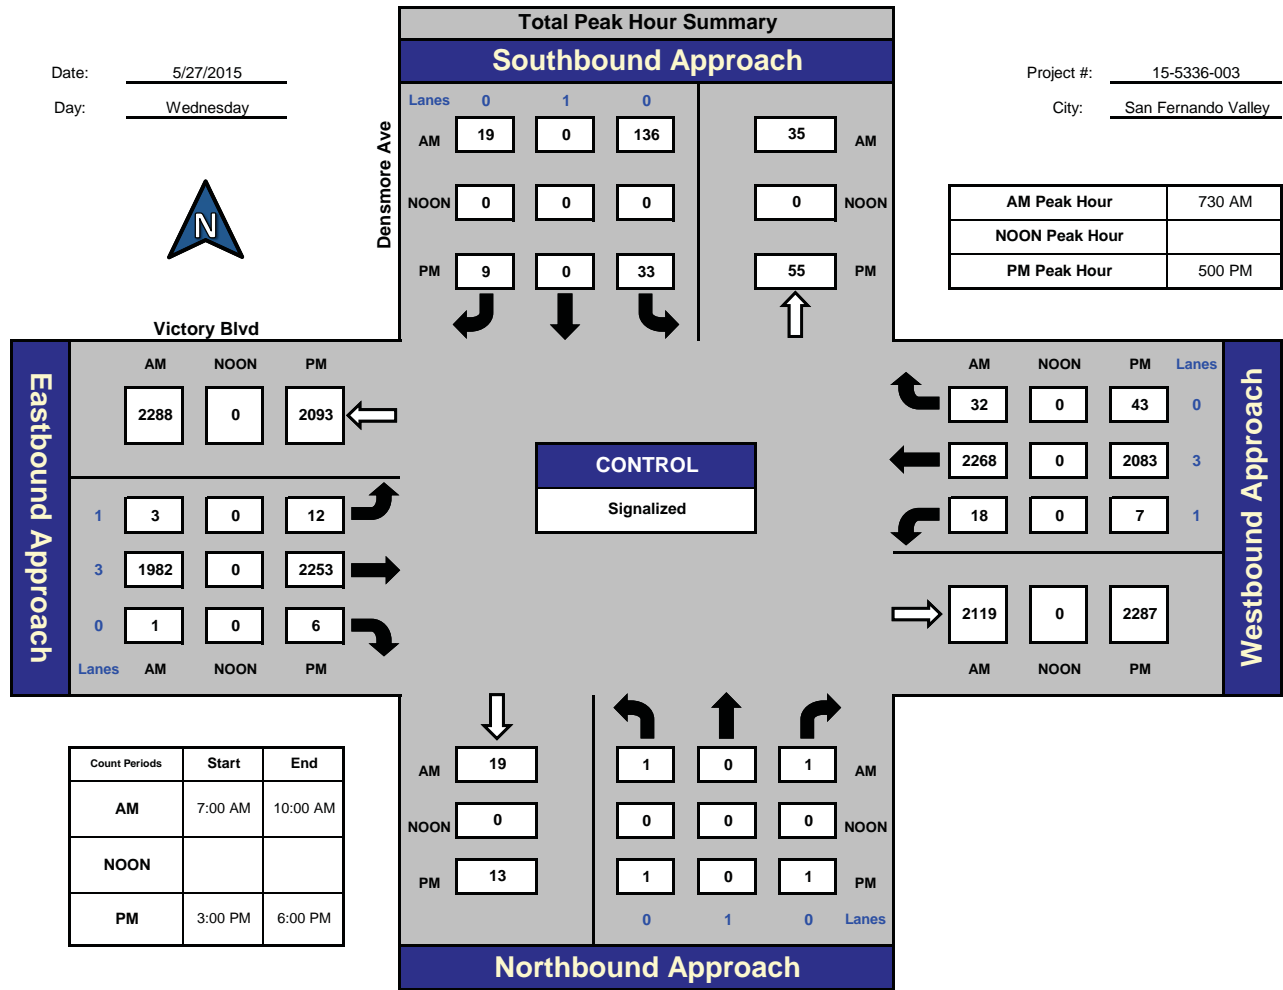 Total Peak Hour Summary
Southbound Approach
Date: 5/27/2015
Day: Wednesday
Project #: 15-5336-003
City: San Fernando Valley
N
Densmore Ave
Lanes 0 1 0
AM 19 0 136 35 AM
NOON 0 0 0 0 NOON
PM 9 0 33 55 PM
AM Peak Hour 730 AM
NOON Peak Hour
PM Peak Hour 500 PM
Victory Blvd
Eastbound Approach
AM NOON PM
2288 0 2093
1 3 0 12
3 1982 0 2253
0 1 0 6
Lanes AM NOON PM
CONTROL
Signalized
AM NOON PM Lanes
32 0 43 0
2268 0 2083 3
18 0 7 1
2119 0 2287
AM NOON PM
Westbound Approach
Count Periods Start End
AM 7:00 AM 10:00 AM
NOON
PM 3:00 PM 6:00 PM
AM 19 1 0 1 AM
NOON 0 0 0 0 NOON
PM 13 1 0 1 PM
0 1 0 Lanes
Northbound Approach